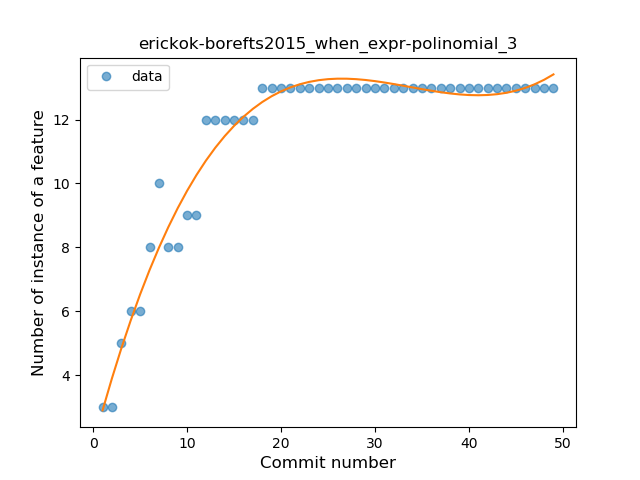 erickok-borefts2015_when_expr-polinomial_3
data
Number of instance of a feature
12
10
8
6
4
0
10
20
30
40
50
Commit number